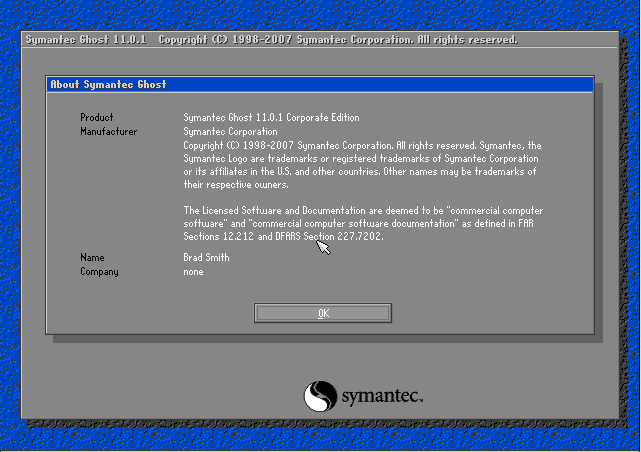 Symantec Ghost 11.0.1   Copyright (C) 1998-2007 Symantec Corporation. All rights reserved.
About Symantec Ghost
Product Symantec Ghost 11.0.1 Corporate Edition
Manufacturer Symantec Corporation
Copyright (C) 1998-2007 Symantec Corporation. All rights reserved. Symantec, the
Symantec Logo are trademarks or registered trademarks of Symantec Corporation
or its affiliates in the U.S. and other countries. Other names may be trademarks of
their respective owners.
The Licensed Software and Documentation are deemed to be "commercial computer
software" and "commercial computer software documentation" as defined in FAR
Sections 12.212 and DFARS Section 227.7202.
Name Brad Smith
Company none
OK
symantec.